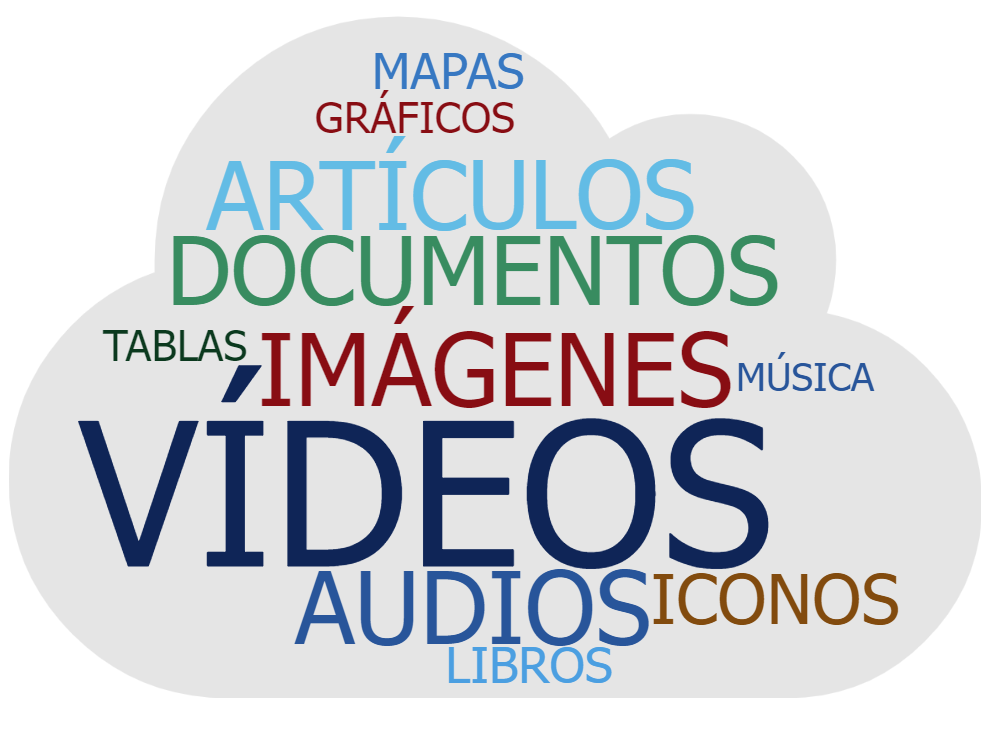 MAPAS
GRÁFICOS
ARTÍCULOS
DOCUMENTOS
TABLAS
IMÁGENES
MÚSICA
VÍDEOS
AUDIOS
ICONOS
LIBROS